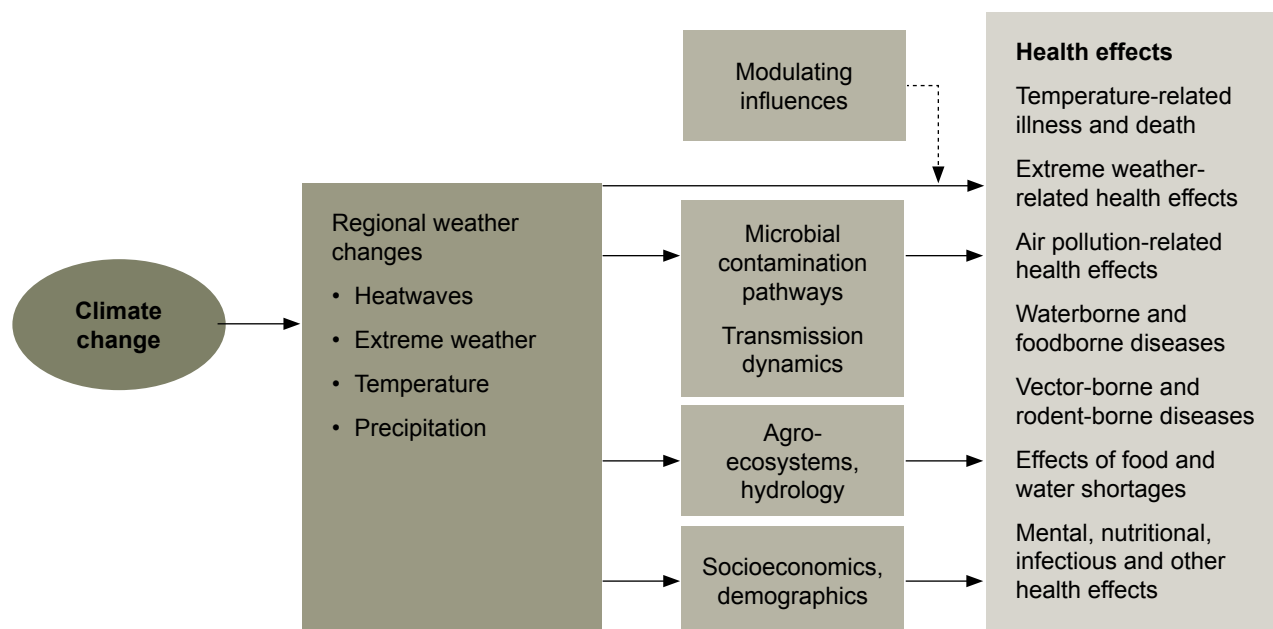 Climate
change
Regional weather
changes
• Heatwaves
• Extreme weather
• Temperature
• Precipitation
Modulating
influences
Microbial
contamination
pathways
Transmission
dynamics
Agro-
ecosystems,
hydrology
Socioeconomics,
demographics
Health effects
Temperature-related
illness and death
Extreme weather-
related health effects
Air pollution-related
health effects
Waterborne and
foodborne diseases
Vector-borne and
rodent-borne diseases
Effects of food and
water shortages
Mental, nutritional,
infectious and other
health effects